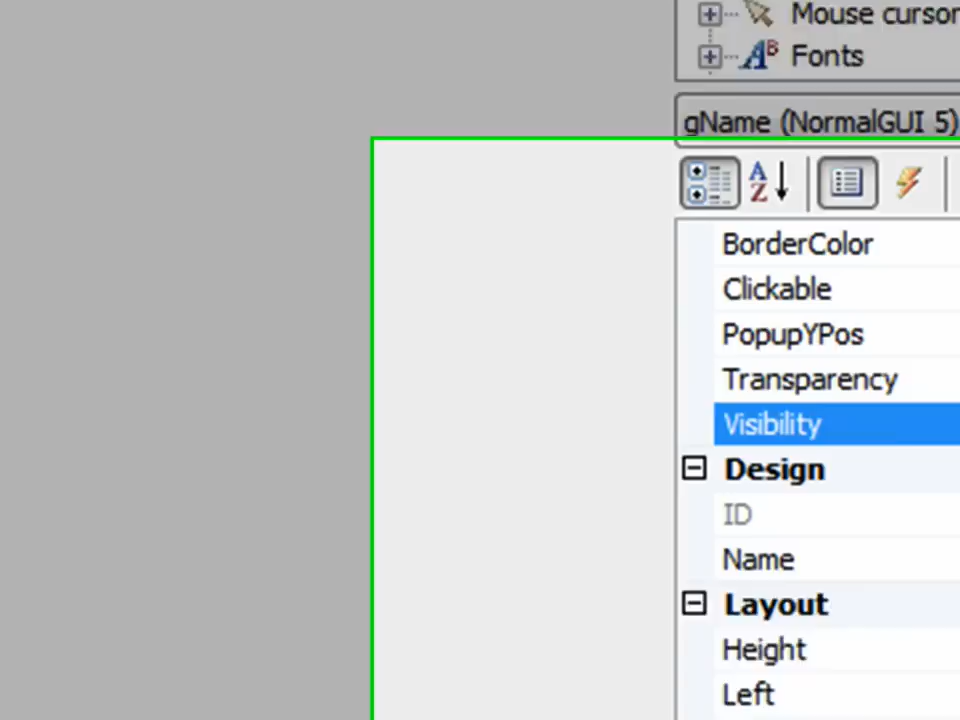 Mouse cursor
Fonts
gName (NormalGUI 5)
BorderColor
Clickable
PopupYPos
Transparency
Visibility
Design
ID
Name
Layout
Height
Left